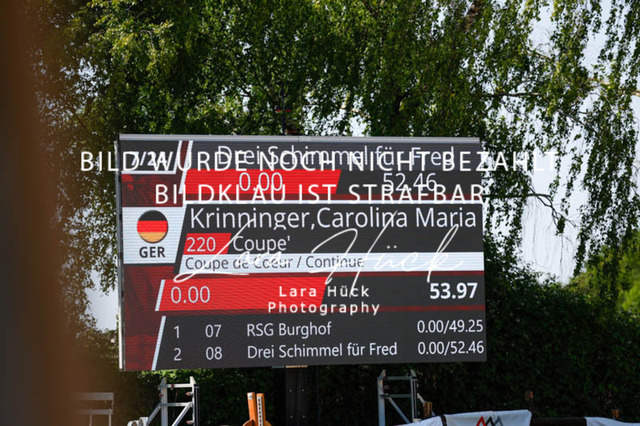 BILD WURDE NOCH NICHT BEZAHLT
BILDKLAU IST STRAFBAR
Drei Schimmel für Fred
0.00 52.46
Krinninger,Carolina Maria
GER
220 Coupe'
Coupe de Coeur / Continue
0.00 53.97
Lara Hück
Lara Hück
Photography
1 07 RSG Burghof 0.00/49.25
2 08 Drei Schimmel für Fred 0.00/52.46